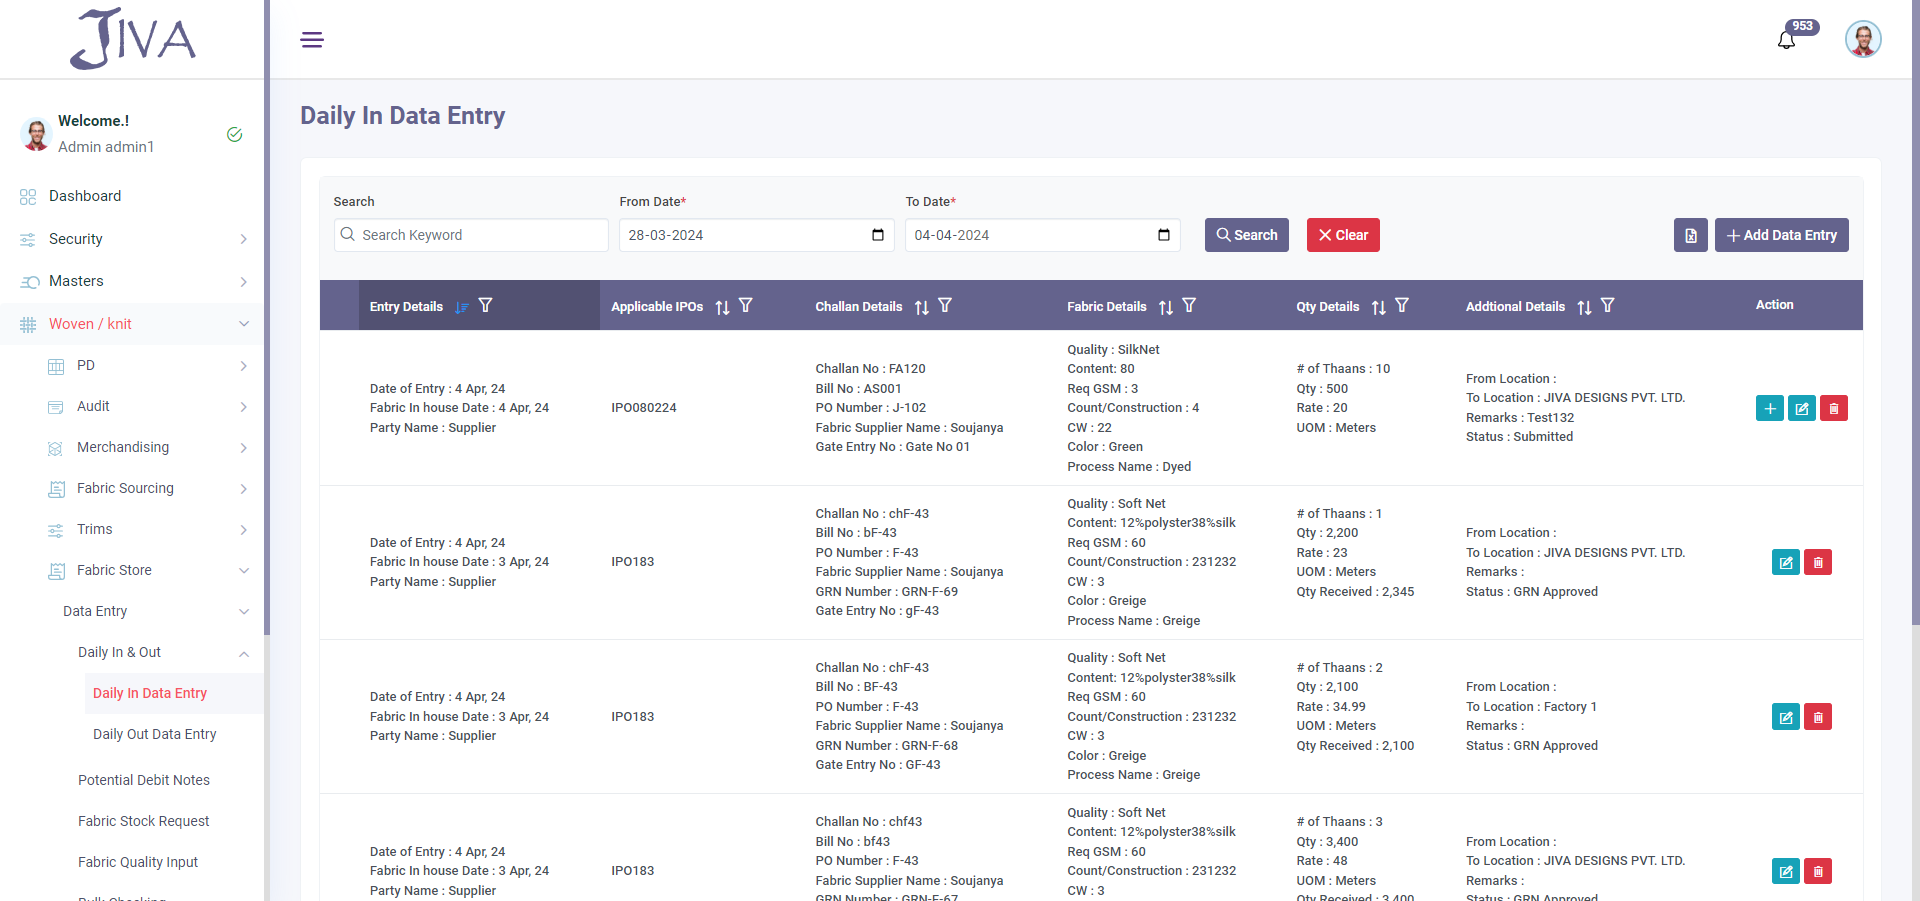 JIVA
953
Welcome.!
Admin admin1
Dashboard
Security
Masters
Woven / knit
PD
Audit
Merchandising
Fabric Sourcing
Trims
Fabric Store
Data Entry
Daily In & Out
Daily In Data Entry
Daily Out Data Entry
Potential Debit Notes
Fabric Stock Request
Fabric Quality Input
Bulk Checking
Daily In Data Entry
Search
From Date*
To Date*
Search Keyword
28-03-2024
04-04-2024
Search
Clear
Add Data Entry
Entry Details
Applicable IPOs
Challan Details
Fabric Details
Qty Details
Addtional Details
Action
Date of Entry : 4 Apr, 24
Fabric In house Date : 4 Apr, 24
Party Name : Supplier
IPO080224
Challan No : FA120
Bill No : AS001
PO Number : J-102
Fabric Supplier Name : Soujanya
Gate Entry No : Gate No 01
Quality : SilkNet
Content: 80
Req GSM : 3
Count/Construction : 4
CW : 22
Color : Green
Process Name : Dyed
# of Thaans : 10
Qty : 500
Rate : 20
UOM : Meters
From Location :
To Location : JIVA DESIGNS PVT. LTD.
Remarks : Test132
Status : Submitted
Date of Entry : 4 Apr, 24
Fabric In house Date : 3 Apr, 24
Party Name : Supplier
IPO183
Challan No : chF-43
Bill No : bF-43
PO Number : F-43
Fabric Supplier Name : Soujanya
GRN Number : GRN-F-69
Gate Entry No : gF-43
Quality : Soft Net
Content: 12%polyster38%silk
Req GSM : 60
Count/Construction : 231232
CW : 3
Color : Greige
Process Name : Greige
# of Thaans : 1
Qty : 2,200
Rate : 23
UOM : Meters
Qty Received : 2,345
From Location :
To Location : JIVA DESIGNS PVT. LTD.
Remarks :
Status : GRN Approved
Date of Entry : 4 Apr, 24
Fabric In house Date : 3 Apr, 24
Party Name : Supplier
IPO183
Challan No : chF-43
Bill No : BF-43
PO Number : F-43
Fabric Supplier Name : Soujanya
GRN Number : GRN-F-68
Gate Entry No : GF-43
Quality : Soft Net
Content: 12%polyster38%silk
Req GSM : 60
Count/Construction : 231232
CW : 3
Color : Greige
Process Name : Greige
# of Thaans : 2
Qty : 2,100
Rate : 34.99
UOM : Meters
Qty Received : 2,100
From Location :
To Location : Factory 1
Remarks :
Status : GRN Approved
Date of Entry : 4 Apr, 24
Fabric In house Date : 3 Apr, 24
Party Name : Supplier
IPO183
Challan No : chf43
Bill No : bf43
PO Number : F-43
Fabric Supplier Name : Soujanya
GRN Number : GRN-F-67
Quality : Soft Net
Content: 12%polyster38%silk
Req GSM : 60
Count/Construction : 231232
CW : 3
# of Thaans : 3
Qty : 3,400
Rate : 48
UOM : Meters
Qty Received : 3,400
From Location :
To Location : JIVA DESIGNS PVT. LTD.
Remarks :
Status : GRN Approved